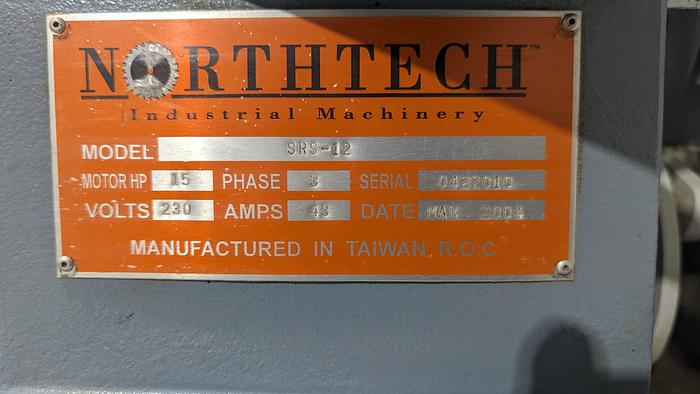 NORTHTECH™
Industrial Machinery
MODEL SRS-12
MOTOR HP 15 PHASE 3 SERIAL 0422010
VOLTS 230 AMPS 43 DATE MAR 2004
MANUFACTURED IN TAIWAN, R.O.C.